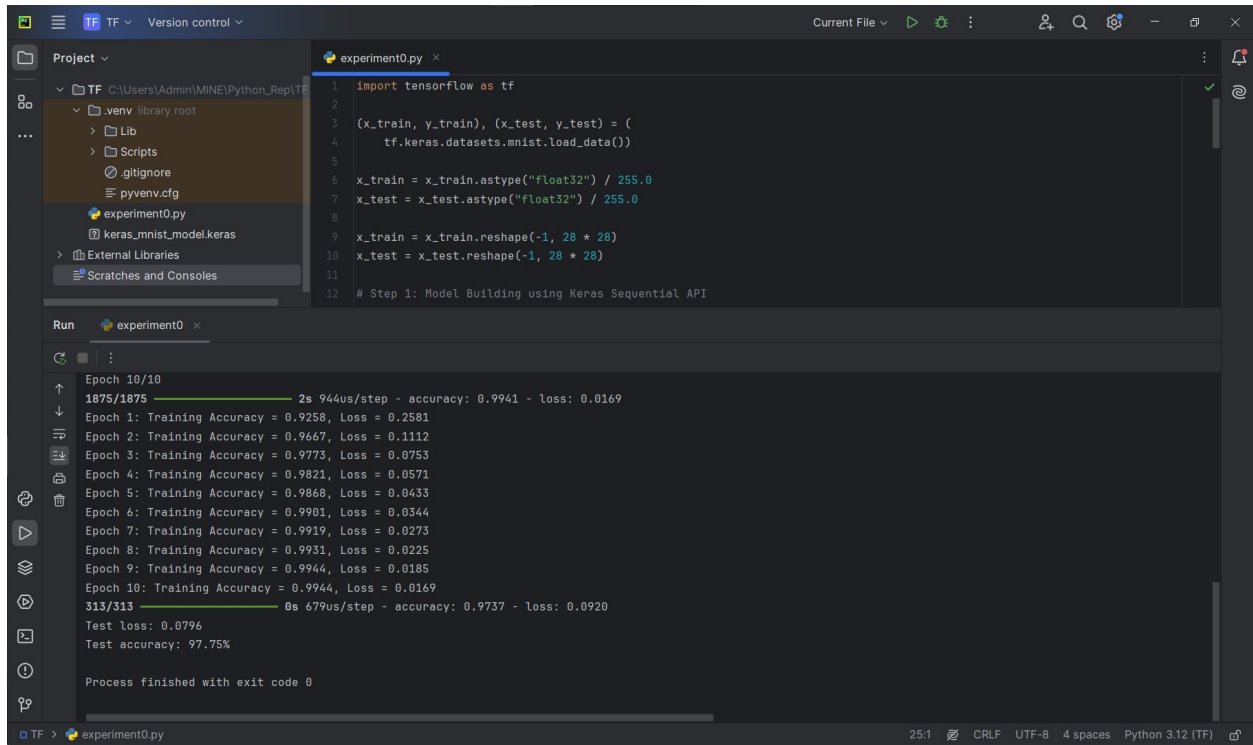 TF TF Version control Current File
Project
experiment0.py
TF C:\Users\Admin\MINE\Python_Rep\TF
.venv library root
Lib
Scripts
.gitignore
pyvenv.cfg
experiment0.py
keras_mnist_model.keras
External Libraries
Scratches and Consoles
1 import tensorflow as tf
2
3 (x_train, y_train), (x_test, y_test) = (
4     tf.keras.datasets.mnist.load_data())
5
6 x_train = x_train.astype("float32") / 255.0
7 x_test = x_test.astype("float32") / 255.0
8
9 x_train = x_train.reshape(-1, 28 * 28)
10 x_test = x_test.reshape(-1, 28 * 28)
11
12 # Step 1: Model Building using Keras Sequential API
Run experiment0
Epoch 10/10
1875/1875 2s 944us/step - accuracy: 0.9941 - loss: 0.0169
Epoch 1: Training Accuracy = 0.9258, Loss = 0.2581
Epoch 2: Training Accuracy = 0.9667, Loss = 0.1112
Epoch 3: Training Accuracy = 0.9773, Loss = 0.0753
Epoch 4: Training Accuracy = 0.9821, Loss = 0.0571
Epoch 5: Training Accuracy = 0.9868, Loss = 0.0433
Epoch 6: Training Accuracy = 0.9901, Loss = 0.0344
Epoch 7: Training Accuracy = 0.9919, Loss = 0.0273
Epoch 8: Training Accuracy = 0.9931, Loss = 0.0225
Epoch 9: Training Accuracy = 0.9944, Loss = 0.0185
Epoch 10: Training Accuracy = 0.9944, Loss = 0.0169
313/313 0s 679us/step - accuracy: 0.9737 - loss: 0.0920
Test loss: 0.0796
Test accuracy: 97.75%
Process finished with exit code 0
TF > experiment0.py 25:1 CRLF UTF-8 4 spaces Python 3.12 (TF)